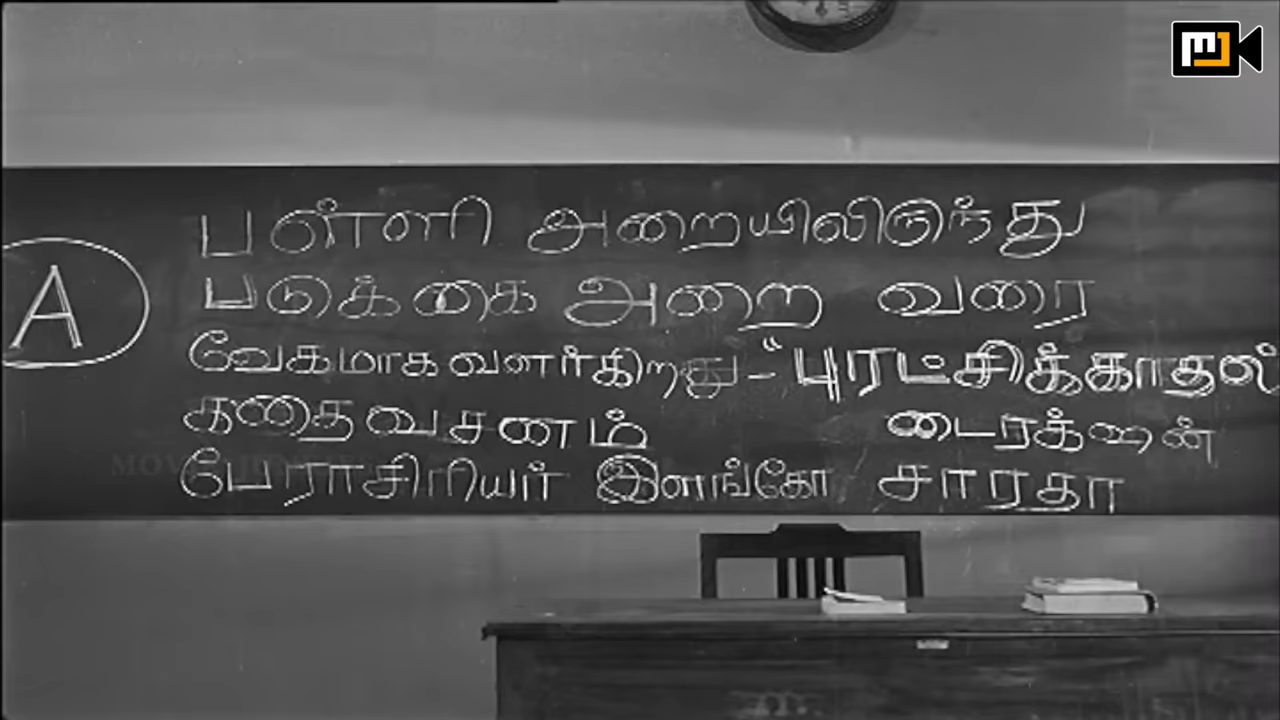 பள்ளி அறையிலிருந்து
A
படுக்கை அறை வரை
வேகமாக வளர்கிறது - "புரட்சிக்காதல்
கதை வசனம் டைரக்ஷன்
பேராசிரியர் இளங்கோ சாரதா